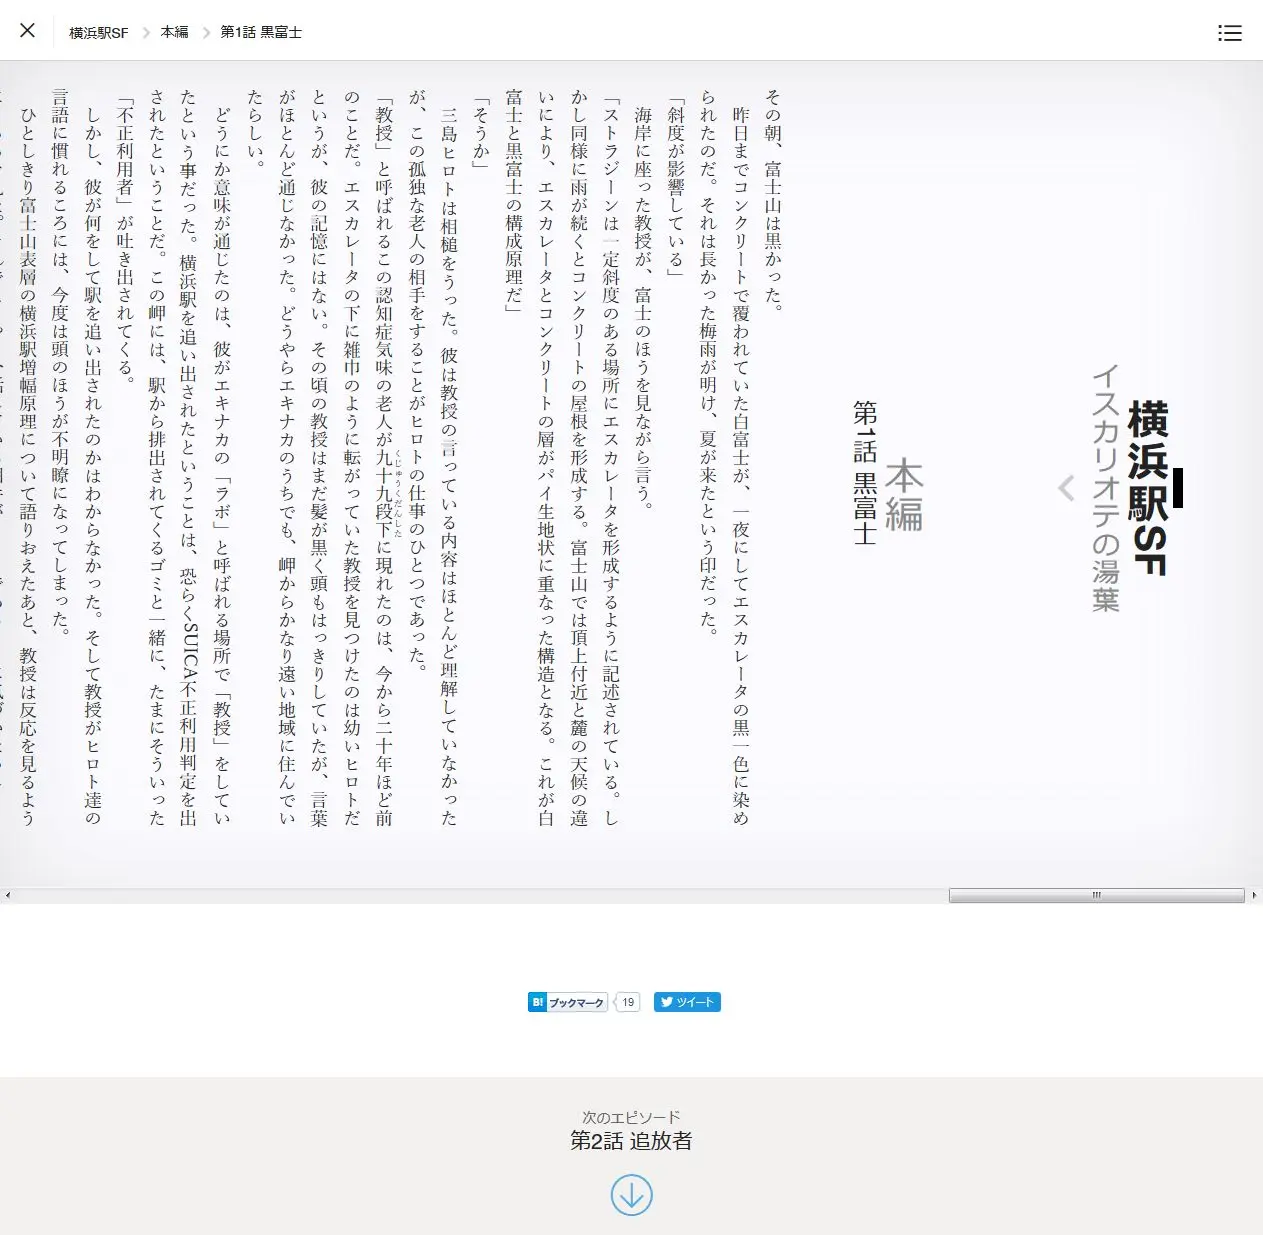 横浜駅SF
本編
第1話 黒富士
横浜駅SF
イスカリオテの湯葉
本編
第1話 黒富士
その朝、富士山は黒かった。
昨日までコンクリートで覆われていた白富士が、一夜にしてエスカレータの黒一色に染め
られたのだ。それは長かった梅雨が明け、夏が来たという印だった。
「斜度が影響している」
海岸に座った教授が、富士のほうを見ながら言う。
「ストラジーンは一定斜度のある場所にエスカレータを形成するように記述されている。し
かし同様に雨が続くとコンクリートの屋根を形成する。富士山では頂上付近と麓の天候の違
いにより、エスカレータとコンクリートの層がパイ生地状に重なった構造となる。これが白
富士と黒富士の構成原理だ」
「そうか」
三島ヒロトは相槌をうった。彼は教授の言っている内容はほとんど理解していなかった
が、この孤独な老人の相手をすることがヒロトの仕事のひとつであった。
「教授」と呼ばれるこの認知症気味の老人が九十九段下に現れたのは、今から二十年ほど前
くじゅうくだんした
のことだ。エスカレータの下に雑巾のように転がっていた教授を見つけたのは幼いヒロトだ
というが、彼の記憶にはない。その頃の教授はまだ髪が黒く頭もはっきりしていたが、言葉
がほとんど通じなかった。どうやらエキナカのうちでも、岬からかなり遠い地域に住んでい
たらしい。
どうにか意味が通じたのは、彼がエキナカの「ラボ」と呼ばれる場所で「教授」をしてい
たという事だった。横浜駅を追い出されたということは、恐らくSUICA不正利用判定を出
されたということだ。この岬には、駅から排出されてくるゴミと一緒に、たまにそういった
「不正利用者」が吐き出されてくる。
しかし、彼が何をして駅を追い出されたのかはわからなかった。そして教授がヒロト達の
言語に慣れるころには、今度は頭のほうが不明瞭になってしまった。
ひとしきり富士山表層の横浜駅増幅原理について語りおえたあと、教授は反応を見るよう
B!ブックマーク
19
ツイート
次のエピソード
第2話 追放者